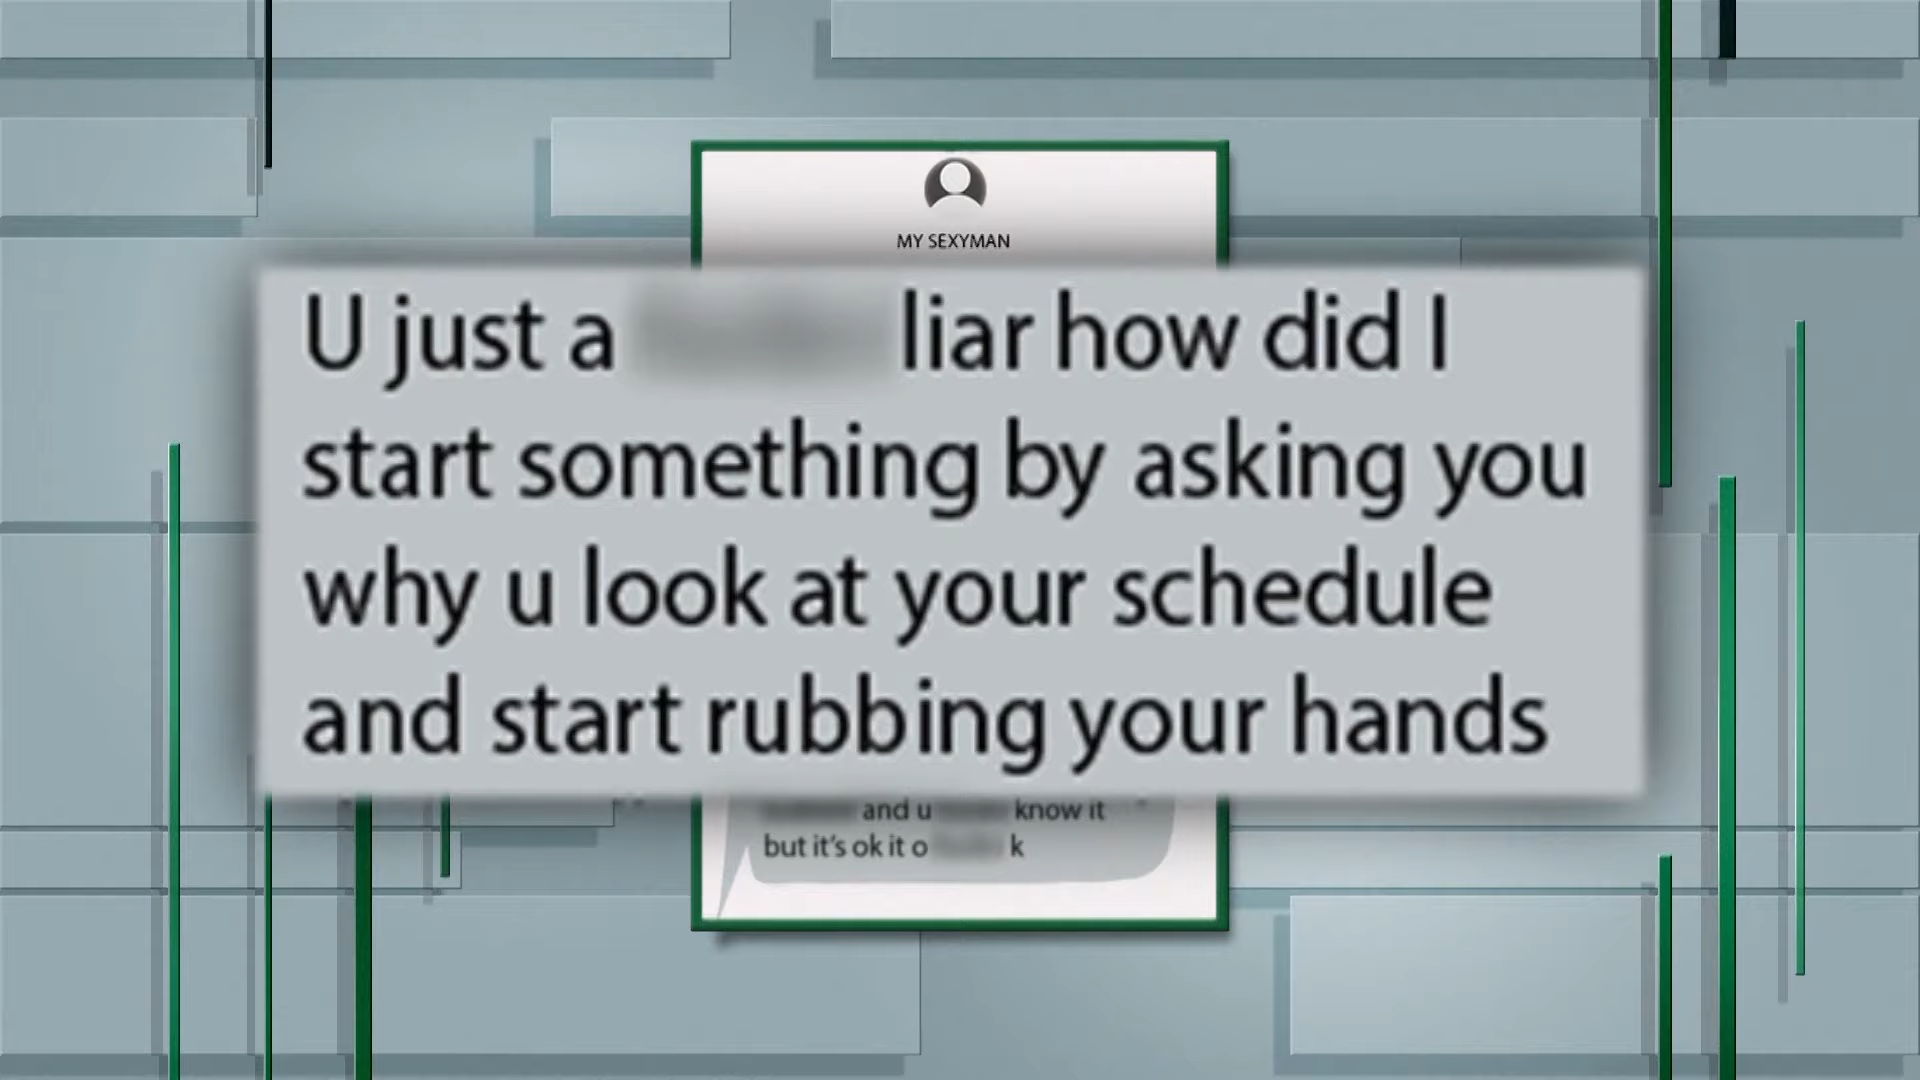 MY SEXYMAN
U just a liar how did I
start something by asking you
why u look at your schedule
and start rubbing your hands
and u know it
but it's ok it o k